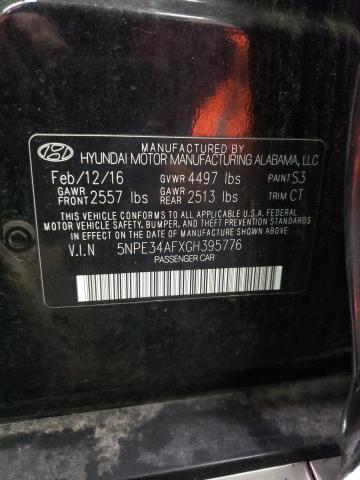 MANUFACTURED BY
HYUNDAI MOTOR MANUFACTURING ALABAMA, LLC
Feb/12/16 GVWR 4497 lbs PAINT S3
GAWR FRONT 2557 lbs GAWR REAR 2513 lbs TRIM CT
THIS VEHICLE CONFORMS TO ALL APPLICABLE U.S.A. FEDERAL
MOTOR VEHICLE SAFETY, BUMPER, AND THEFT PREVENTION
STANDARDS IN EFFECT ON THE DATE OF MANUFACTURE SHOWN ABOVE.
V.I.N 5NPE34AFXGH395776
PASSENGER CAR